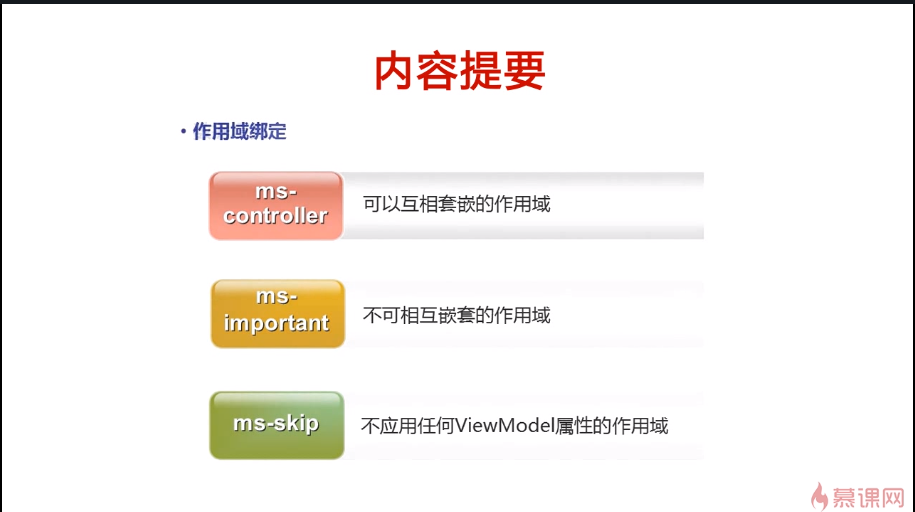 内容提要
• 作用域绑定
ms-
controller
可以互相套嵌的作用域
ms-
important
不可相互嵌套的作用域
ms-skip
不应用任何ViewModel属性的作用域
慕课网